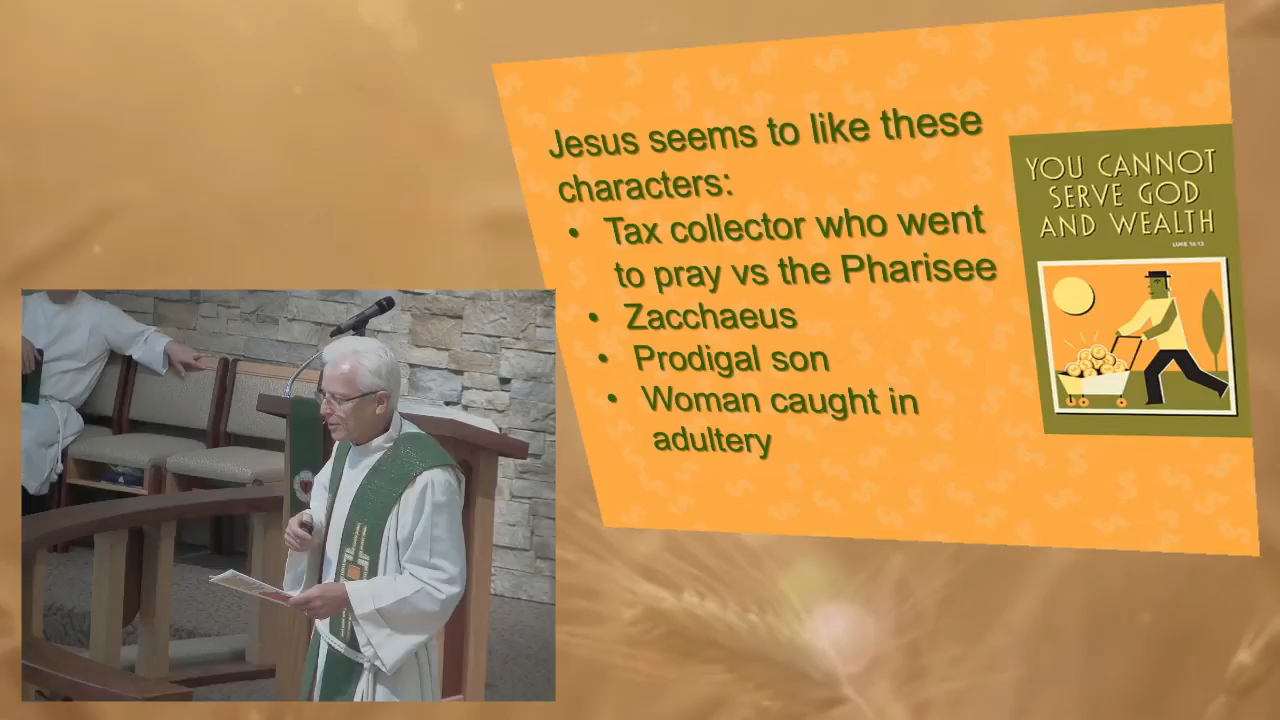 Jesus seems to like these
characters:
• Tax collector who went
to pray vs the Pharisee
• Zacchaeus
• Prodigal son
• Woman caught in
adultery
YOU CANNOT
SERVE GOD
AND WEALTH
LUKE 16:13